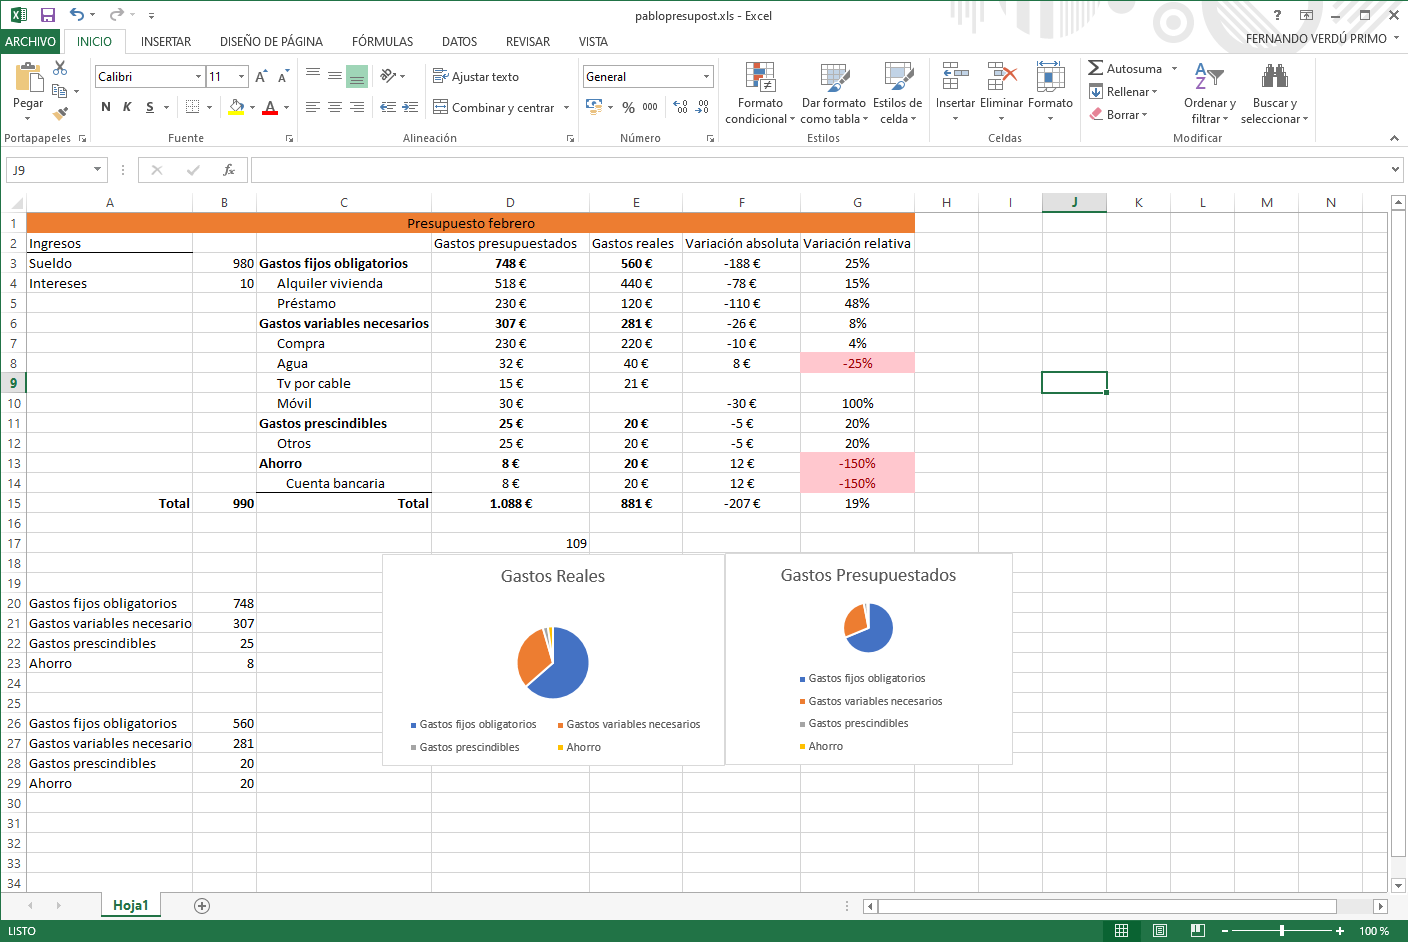 pablopresupost.xls - Excel
?
ARCHIVO INICIO INSERTAR DISEÑO DE PÁGINA FÓRMULAS DATOS REVISAR VISTA FERNANDO VERDÚ PRIMO
Pegar
Portapapeles
Calibri 11
N K S
Fuente
Ajustar texto
Combinar y centrar
Alineación
General
% 000
Número
Formato condicional
Dar formato como tabla
Estilos de celda
Estilos
Insertar Eliminar Formato
Celdas
Autosuma
Rellenar
Borrar
Ordenar y filtrar
Buscar y seleccionar
Modificar
J9 fx
A B C D E F G H I J K L M N
1 Presupuesto febrero
2 Ingresos Gastos presupuestados Gastos reales Variación absoluta Variación relativa
3 Sueldo 980 Gastos fijos obligatorios 748 € 560 € -188 € 25%
4 Intereses 10 Alquiler vivienda 518 € 440 € -78 € 15%
5 Préstamo 230 € 120 € -110 € 48%
6 Gastos variables necesarios 307 € 281 € -26 € 8%
7 Compra 230 € 220 € -10 € 4%
8 Agua 32 € 40 € 8 € -25%
9 Tv por cable 15 € 21 €
10 Móvil 30 € -30 € 100%
11 Gastos prescindibles 25 € 20 € -5 € 20%
12 Otros 25 € 20 € -5 € 20%
13 Ahorro 8 € 20 € 12 € -150%
14 Cuenta bancaria 8 € 20 € 12 € -150%
15 Total 990 Total 1.088 € 881 € -207 € 19%
16
17 109
18
19
20 Gastos fijos obligatorios 748
21 Gastos variables necesario 307
22 Gastos prescindibles 25
23 Ahorro 8
24
25
26 Gastos fijos obligatorios 560
27 Gastos variables necesario 281
28 Gastos prescindibles 20
29 Ahorro 20
30
31
32
33
34
Gastos Reales
Gastos fijos obligatorios Gastos variables necesarios
Gastos prescindibles Ahorro
Gastos Presupuestados
Gastos fijos obligatorios
Gastos variables necesarios
Gastos prescindibles
Ahorro
Hoja1
LISTO 100 %